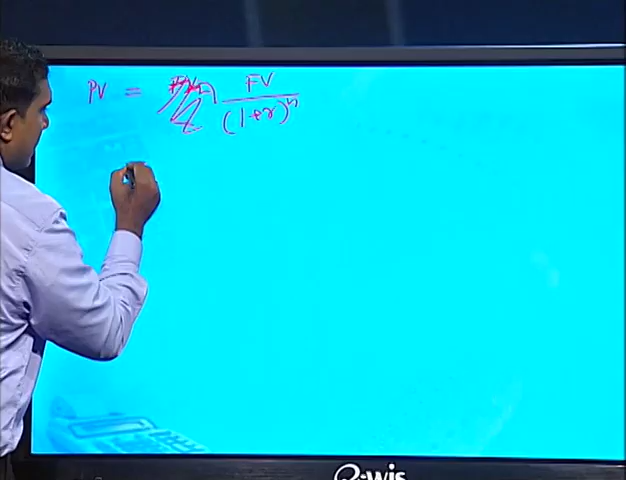 PV = FV / (1+r)^n